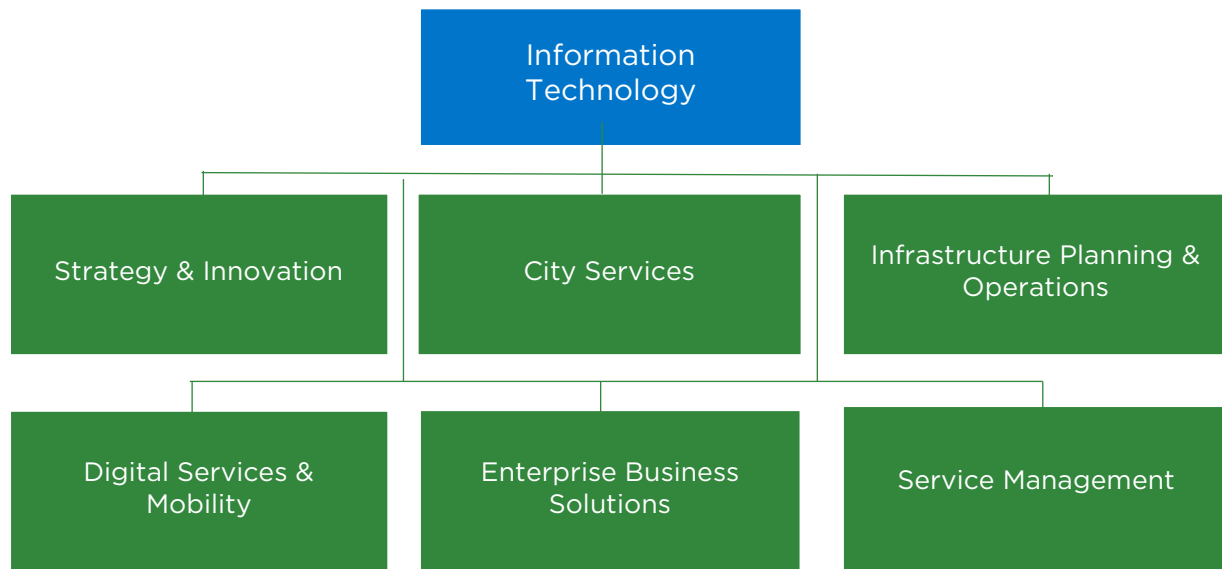 Information
Technology
Strategy & Innovation
City Services
Infrastructure Planning &
Operations
Digital Services &
Mobility
Enterprise Business
Solutions
Service Management